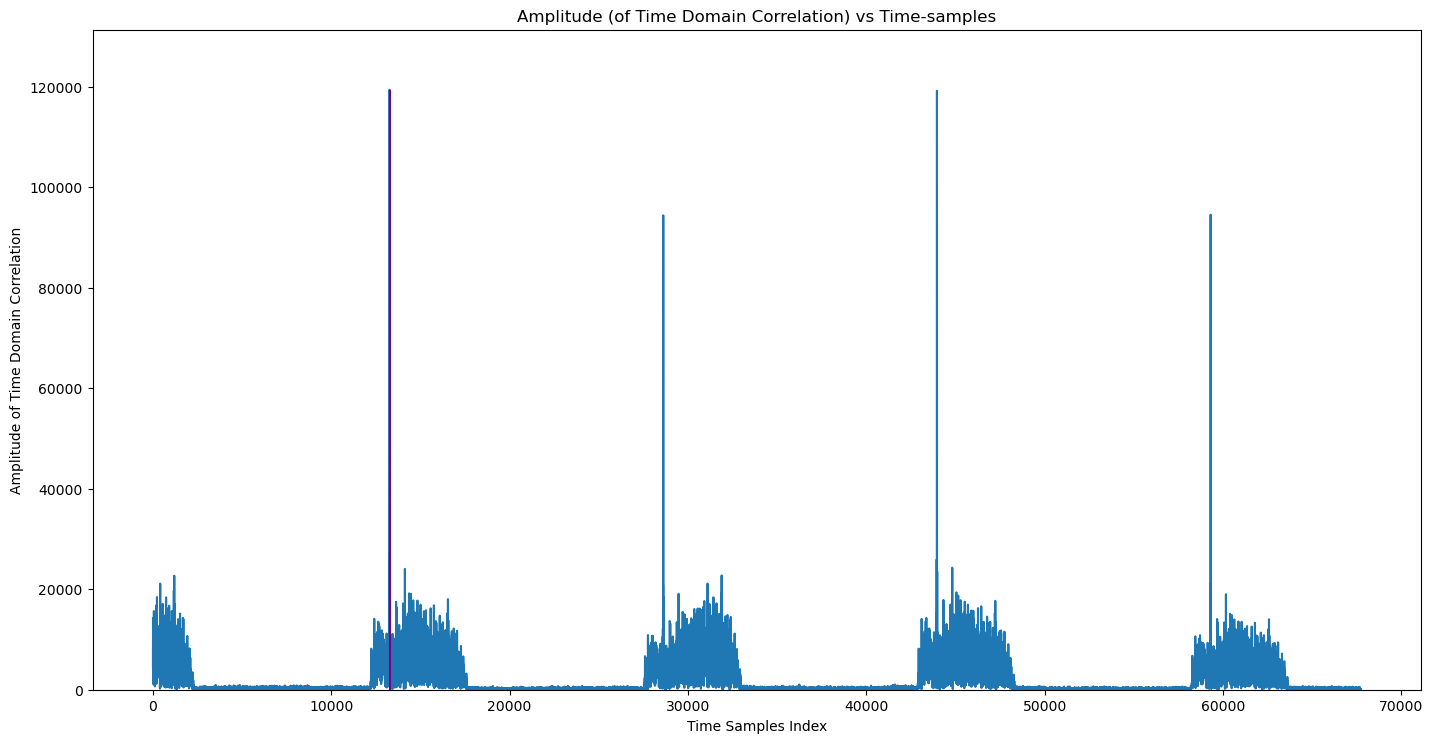 Amplitude (of Time Domain Correlation) vs Time-samples
Amplitude of Time Domain Correlation
120000
100000
80000
60000
40000
20000
0
0 10000 20000 30000 40000 50000 60000 70000
Time Samples Index